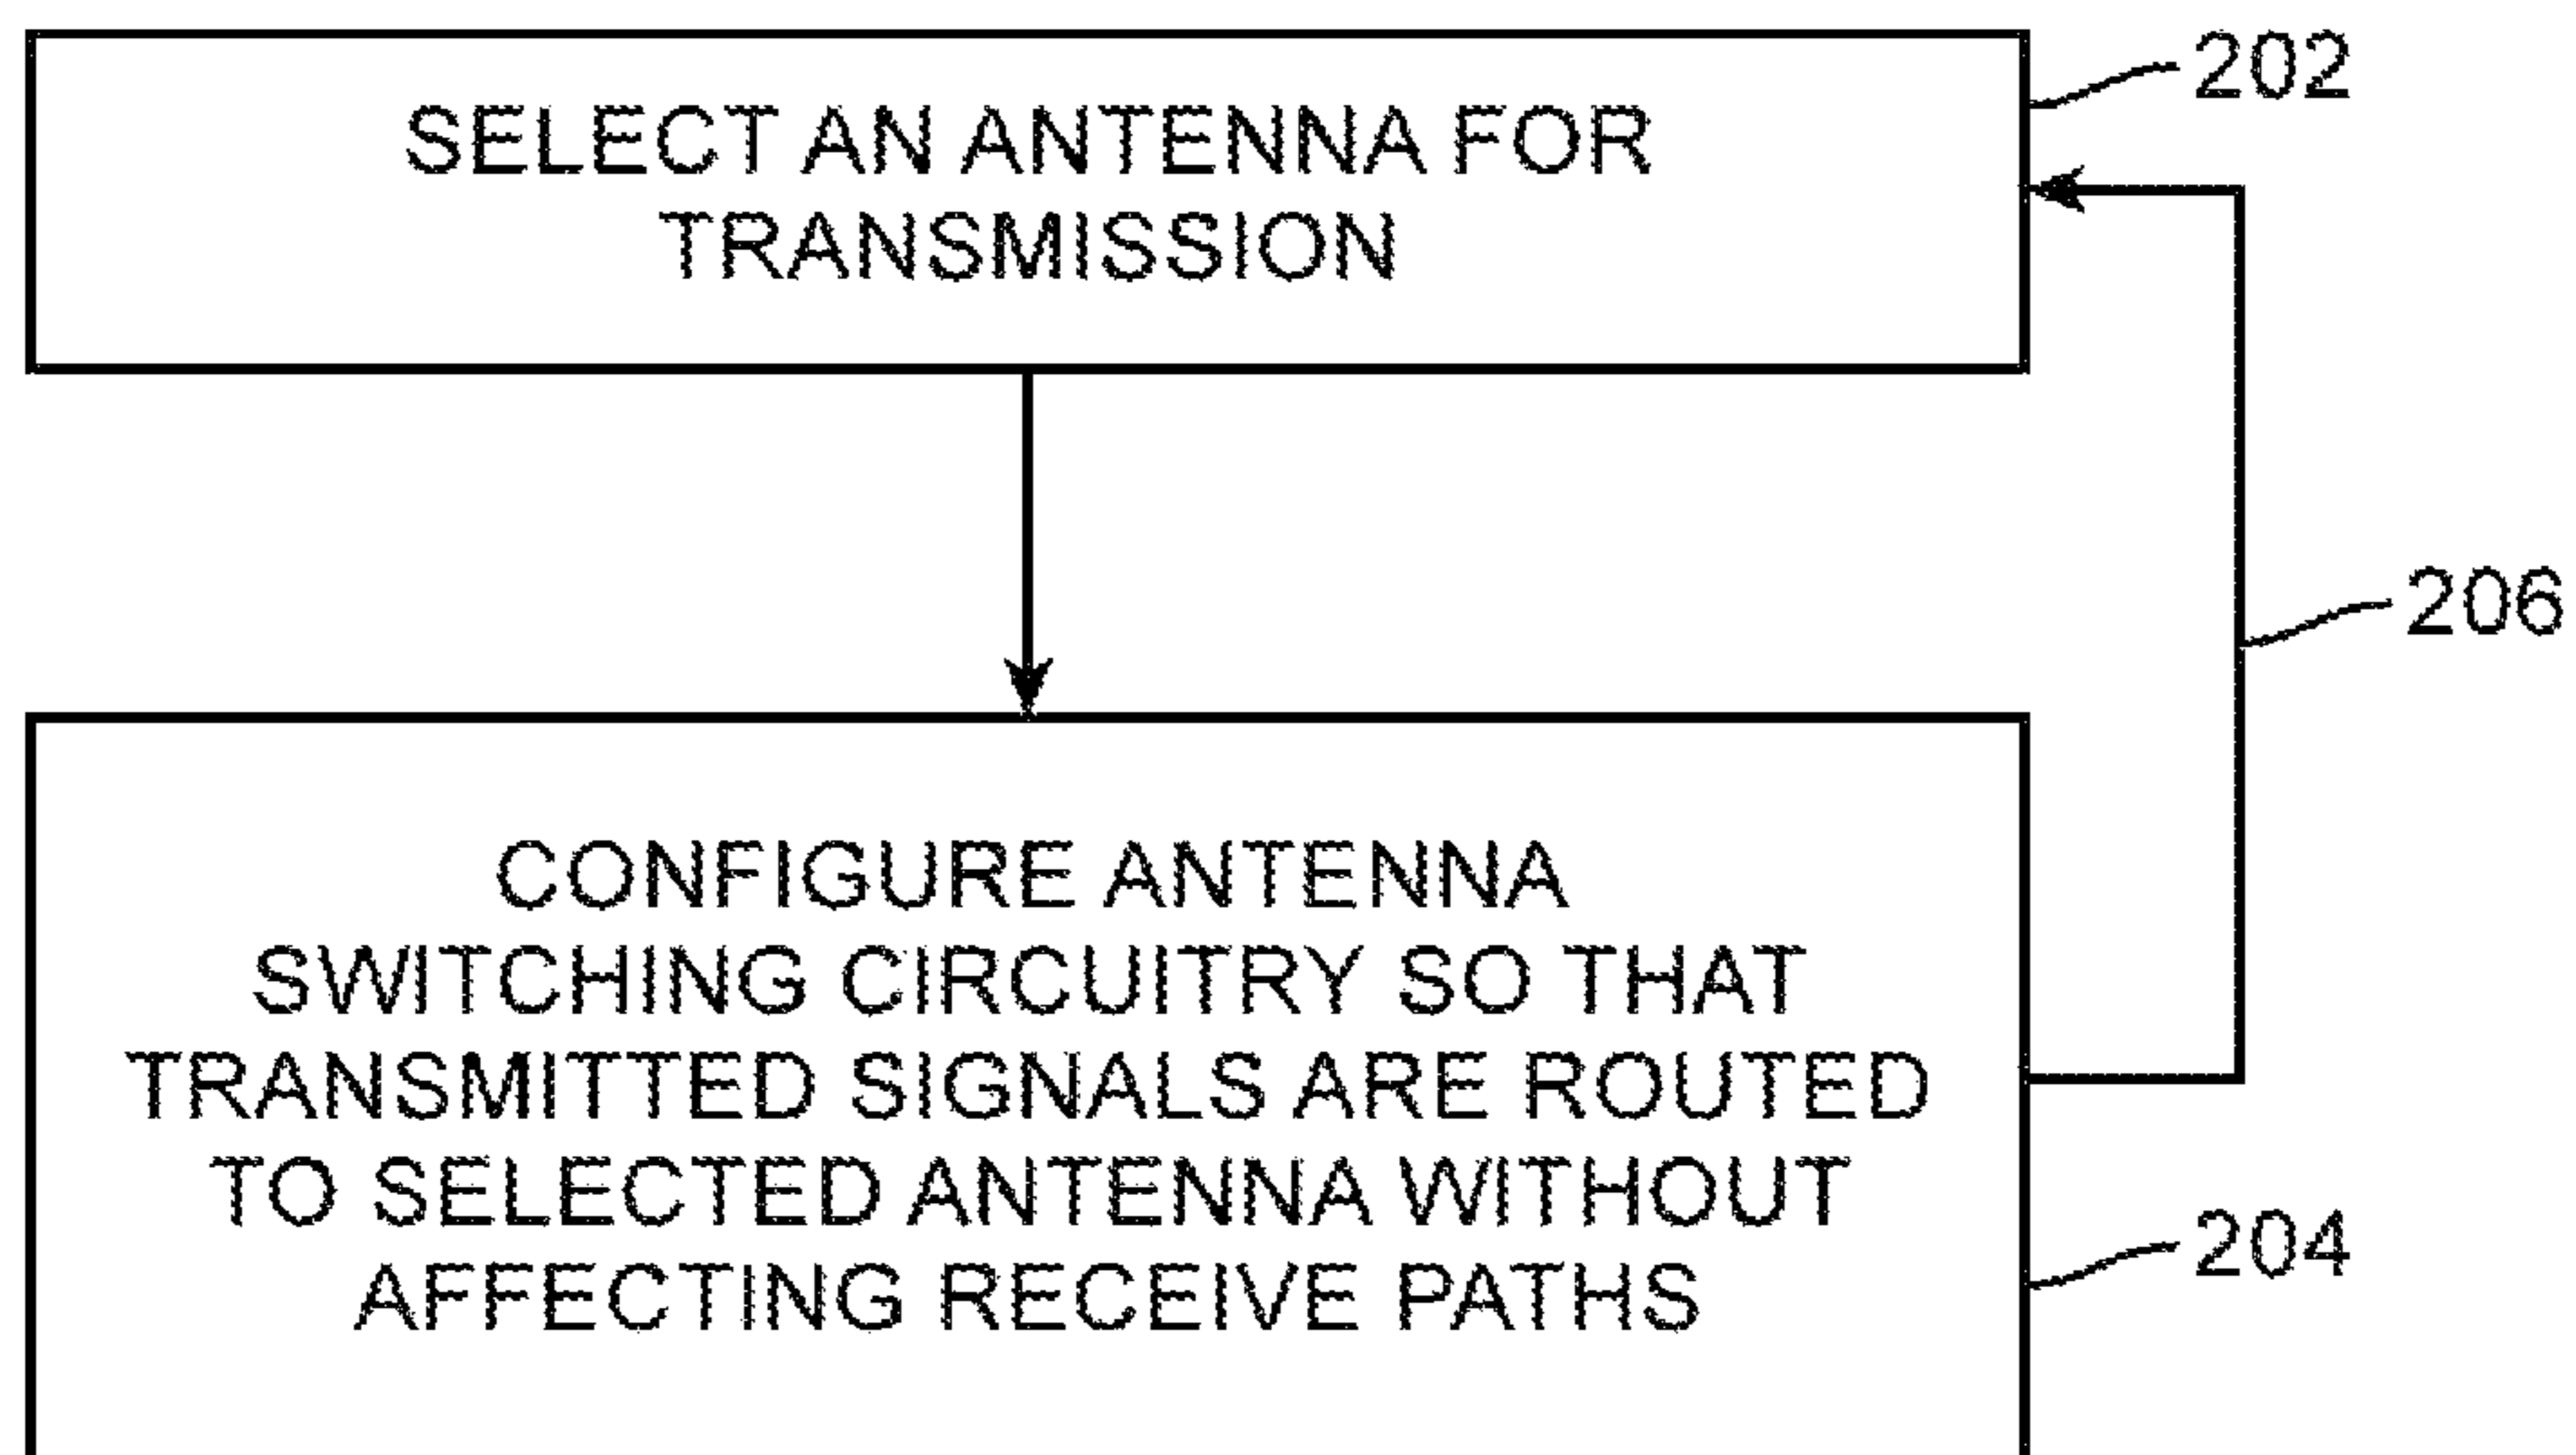 202
SELECT AN ANTENNA FOR
TRANSMISSION
206
CONFIGURE ANTENNA
SWITCHING CIRCUITRY SO THAT
TRANSMITTED SIGNALS ARE ROUTED
TO SELECTED ANTENNA WITHOUT
AFFECTING RECEIVE PATHS
204